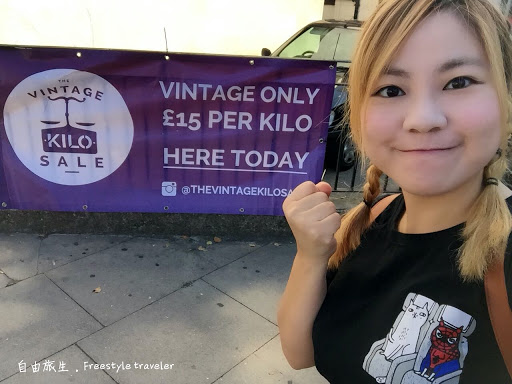 THE
VINTAGE
KILO
SALE
VINTAGE ONLY
£15 PER KILO
HERE TODAY
@THEVINTAGEKILOSA
自由旅生 . Freestyle traveler